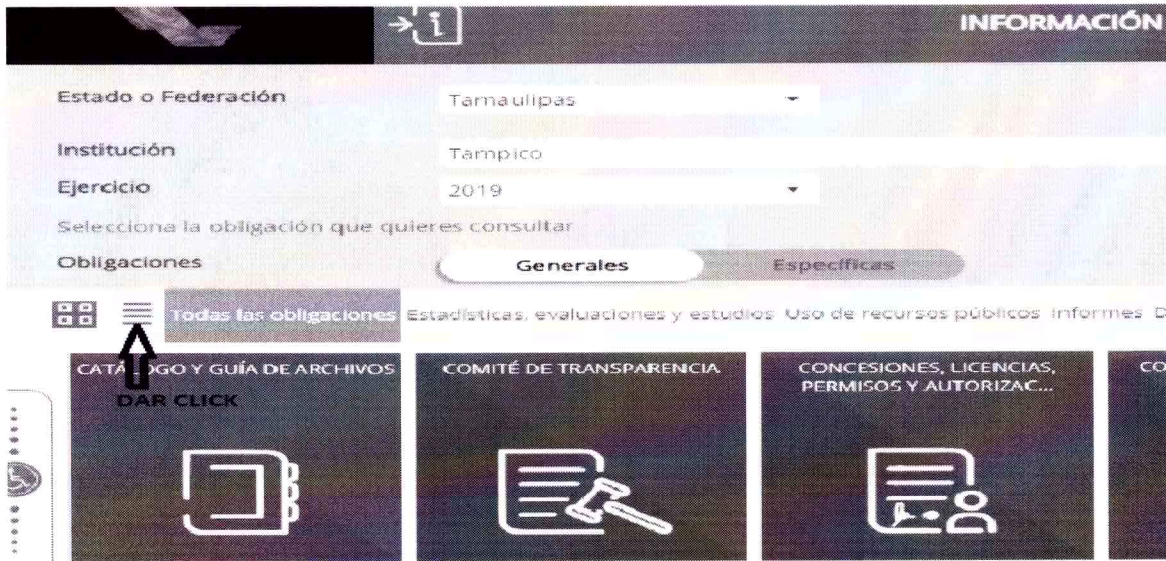 INFORMACIÓN
Estado o Federación Tamaulipas
Institución Tampico
Ejercicio 2019
Selecciona la obligación que quieres consultar
Obligaciones Generales Específicas
Todas las obligaciones Estadísticas, evaluaciones y estudios Uso de recursos públicos Informes D
CATÁLOGO Y GUÍA DE ARCHIVOS
DAR CLICK
COMITÉ DE TRANSPARENCIA
CONCESIONES, LICENCIAS,
PERMISOS Y AUTORIZAC...
CO